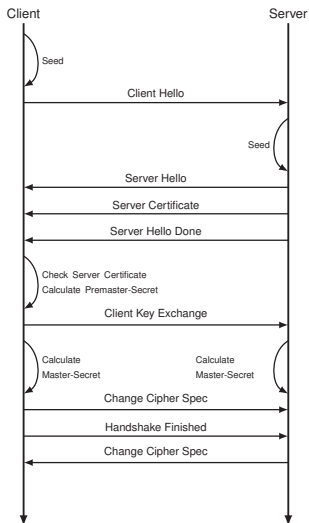 Client
Server
Seed
Client Hello
Seed
Server Hello
Server Certificate
Server Hello Done
Check Server Certificate
Calculate Premaster-Secret
Client Key Exchange
Calculate
Master-Secret
Calculate
Master-Secret
Change Cipher Spec
Handshake Finished
Change Cipher Spec